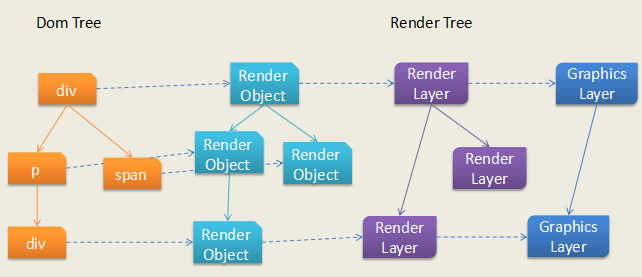 Dom Tree
Render Tree
div
Render
Object
Render
Layer
Graphics
Layer
p
span
Render
Object
Render
Object
Render
Layer
div
Render
Object
Render
Layer
Graphics
Layer